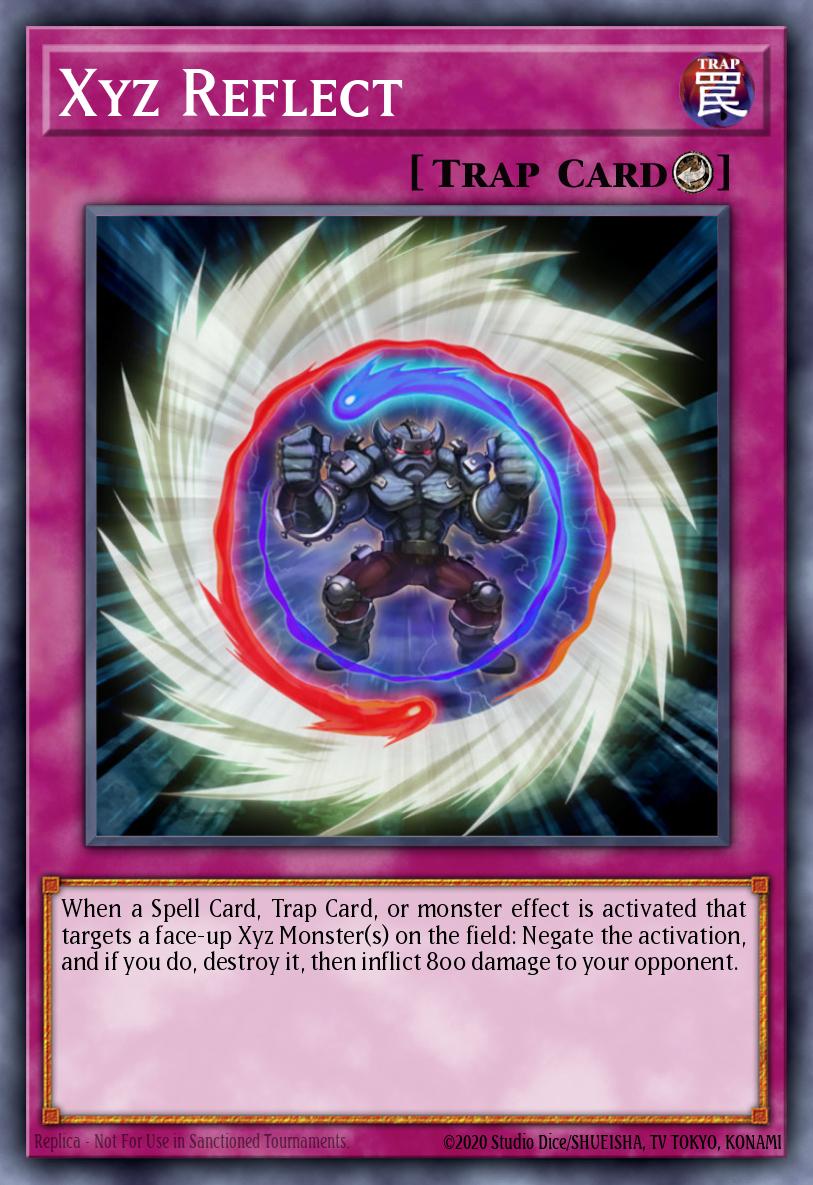 Xyz Reflect
TRAP
罠
[ Trap Card ]
When a Spell Card, Trap Card, or monster effect is activated that
targets a face-up Xyz Monster(s) on the field: Negate the activation,
and if you do, destroy it, then inflict 800 damage to your opponent.
Replica - Not For Use in Sanctioned Tournaments.
©2020 Studio Dice/SHUEISHA, TV TOKYO, KONAMI